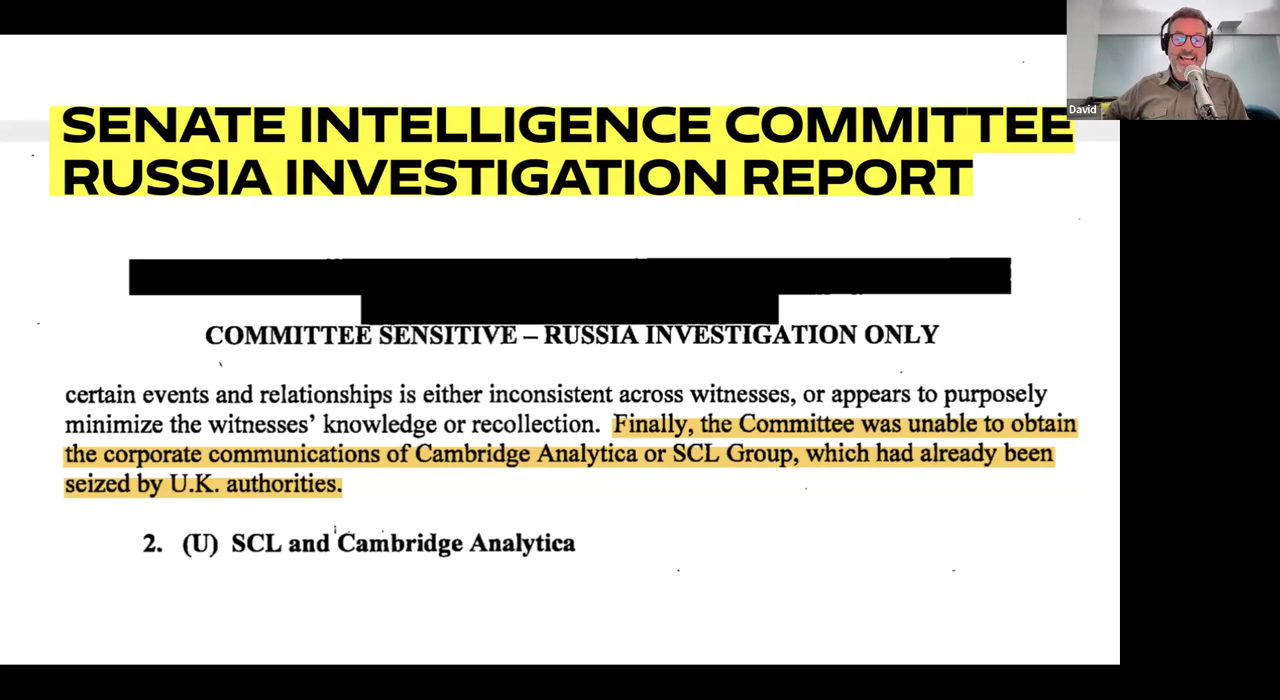 SENATE INTELLIGENCE COMMITTEE
RUSSIA INVESTIGATION REPORT
David
COMMITTEE SENSITIVE – RUSSIA INVESTIGATION ONLY
certain events and relationships is either inconsistent across witnesses, or appears to purposely
minimize the witnesses' knowledge or recollection. Finally, the Committee was unable to obtain
the corporate communications of Cambridge Analytica or SCL Group, which had already been
seized by U.K. authorities.
2. (U) SCL and Cambridge Analytica